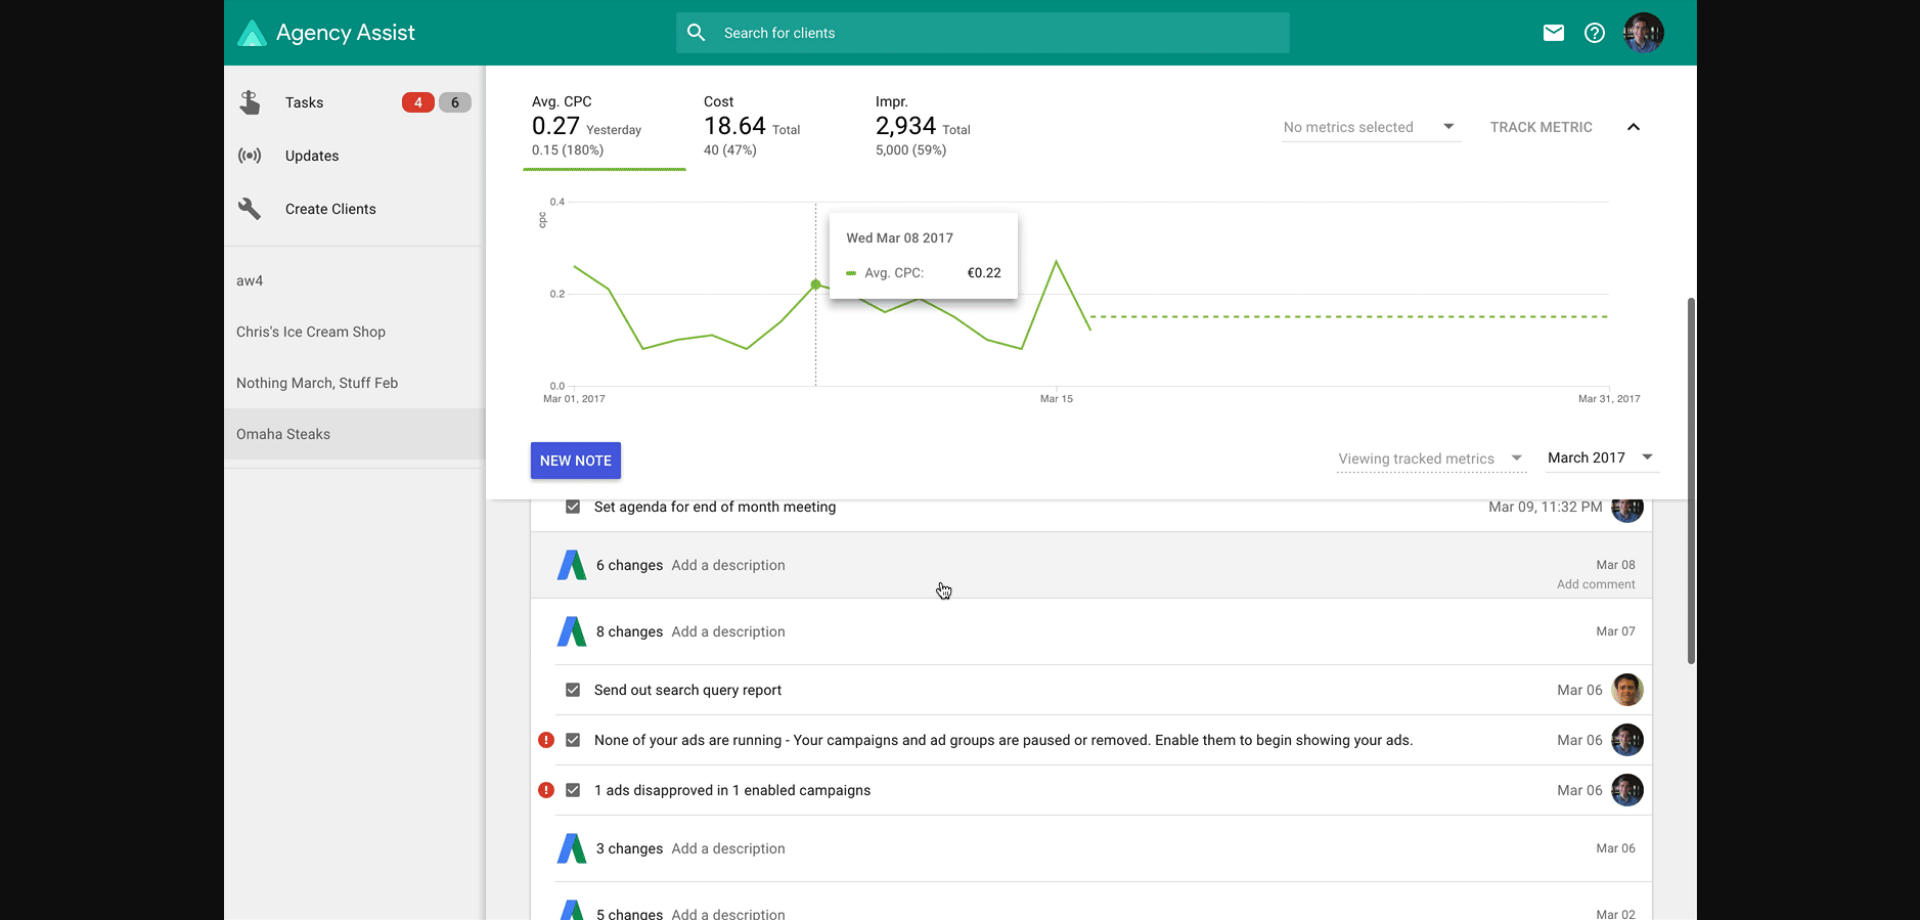 Agency Assist
Search for clients
Tasks 4 6
Updates
Create Clients
aw4
Chris's Ice Cream Shop
Nothing March, Stuff Feb
Omaha Steaks
Avg. CPC
0.27 Yesterday
0.15 (180%)
Cost
18.64 Total
40 (47%)
Impr.
2,934 Total
5,000 (59%)
No metrics selected
TRACK METRIC
0.4
cpc
0.2
0.0
Wed Mar 08 2017
Avg. CPC: €0.22
Mar 01, 2017
Mar 15
Mar 31, 2017
NEW NOTE
Viewing tracked metrics
March 2017
Set agenda for end of month meeting Mar 09, 11:32 PM
6 changes Add a description Mar 08
Add comment
8 changes Add a description Mar 07
Send out search query report Mar 06
None of your ads are running - Your campaigns and ad groups are paused or removed. Enable them to begin showing your ads. Mar 06
1 ads disapproved in 1 enabled campaigns Mar 06
3 changes Add a description Mar 06
5 changes Add a description Mar 02